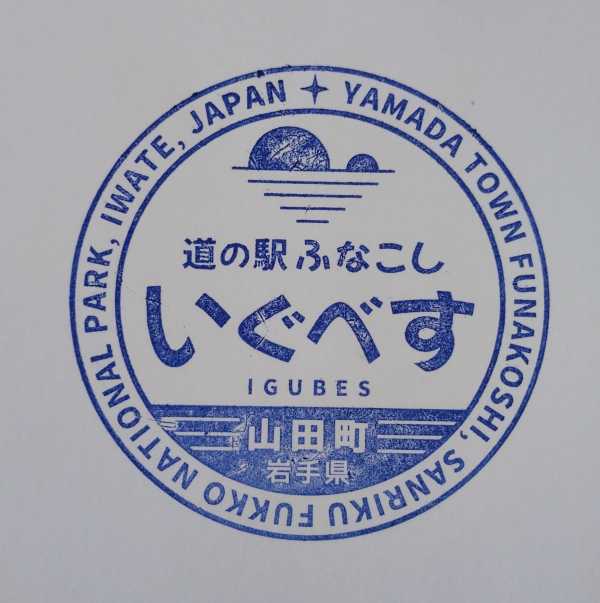 YAMADA TOWN FUNAKOSHI, SANRIKU FUKKO NATIONAL PARK, IWATE, JAPAN
道の駅ふなこし
いぐべす
IGUBES
山田町
岩手県